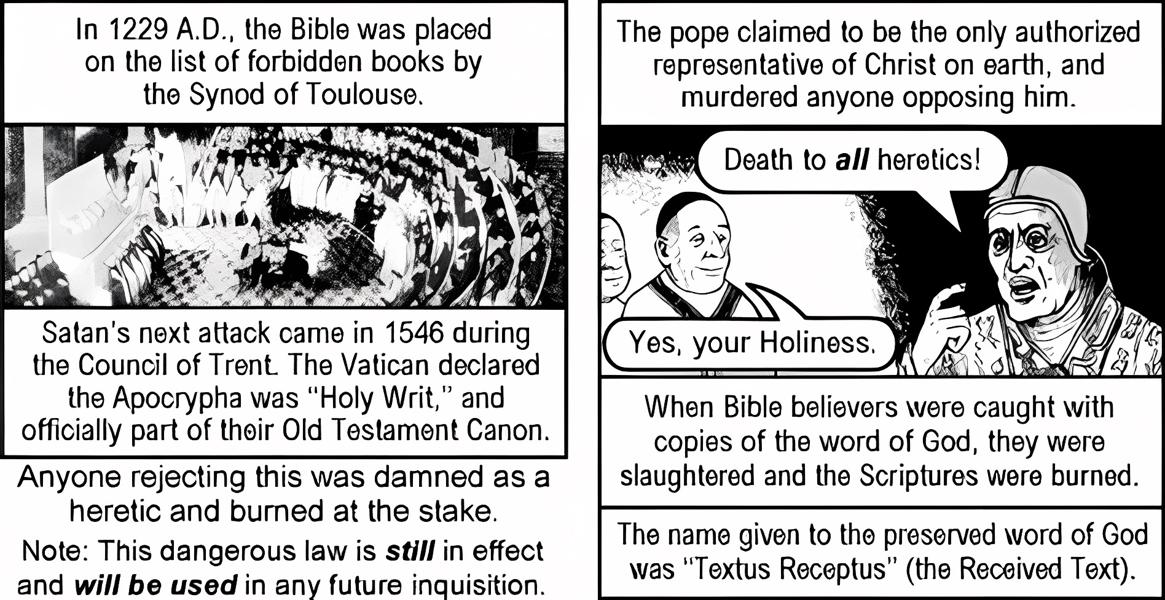 In 1229 A.D., the Bible was placed
on the list of forbidden books by
the Synod of Toulouse.
Satan's next attack came in 1546 during
the Council of Trent. The Vatican declared
the Apocrypha was “Holy Writ,” and
officially part of their Old Testament Canon.
Anyone rejecting this was damned as a
heretic and burned at the stake.
Note: This dangerous law is still in effect
and will be used in any future inquisition.
The pope claimed to be the only authorized
representative of Christ on earth, and
murdered anyone opposing him.
Death to all heretics!
Yes, your Holiness.
When Bible believers were caught with
copies of the word of God, they were
slaughtered and the Scriptures were burned.
The name given to the preserved word of God
was “Textus Receptus” (the Received Text).